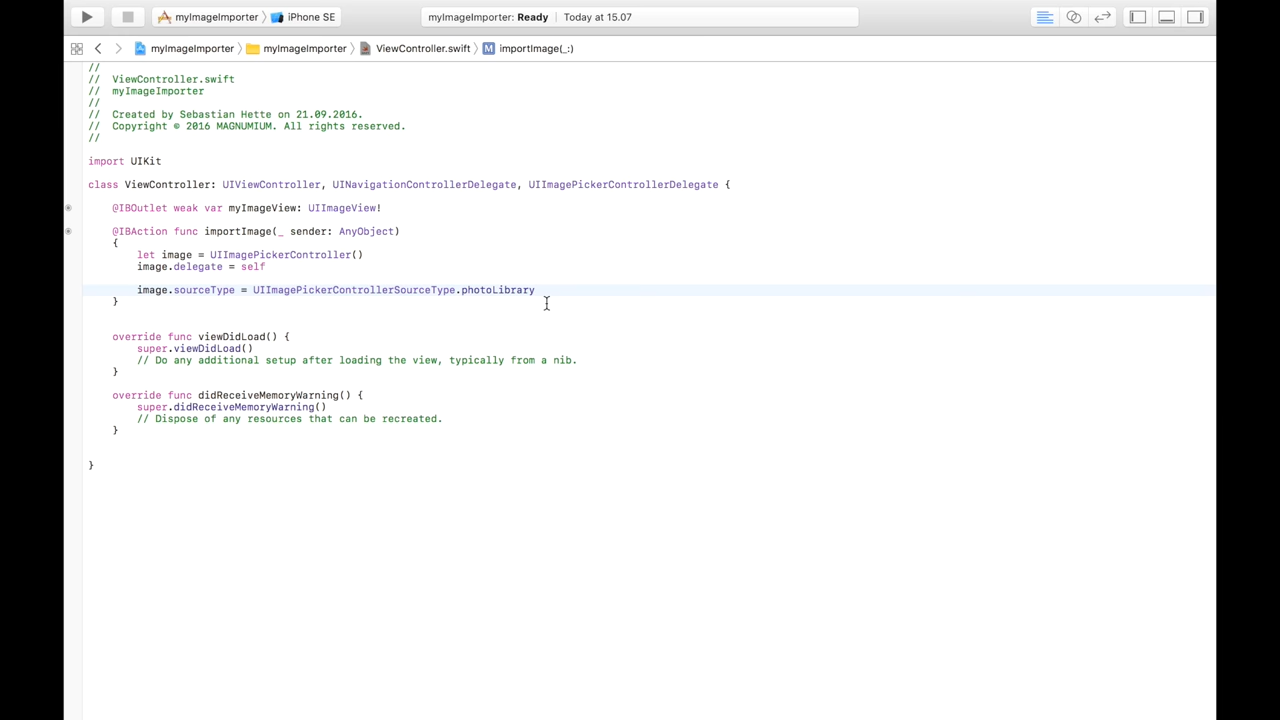 myImageImporter iPhone SE myImageImporter: Ready Today at 15.07
myImageImporter myImageImporter ViewController.swift M importImage(_:)
//
// ViewController.swift
// myImageImporter
//
// Created by Sebastian Hette on 21.09.2016.
// Copyright © 2016 MAGNUMIUM. All rights reserved.
//
import UIKit
class ViewController: UIViewController, UINavigationControllerDelegate, UIImagePickerControllerDelegate {
@IBOutlet weak var myImageView: UIImageView!
@IBAction func importImage(_ sender: AnyObject)
{
let image = UIImagePickerController()
image.delegate = self
image.sourceType = UIImagePickerControllerSourceType.photoLibrary
}
override func viewDidLoad() {
super.viewDidLoad()
// Do any additional setup after loading the view, typically from a nib.
}
override func didReceiveMemoryWarning() {
super.didReceiveMemoryWarning()
// Dispose of any resources that can be recreated.
}
}